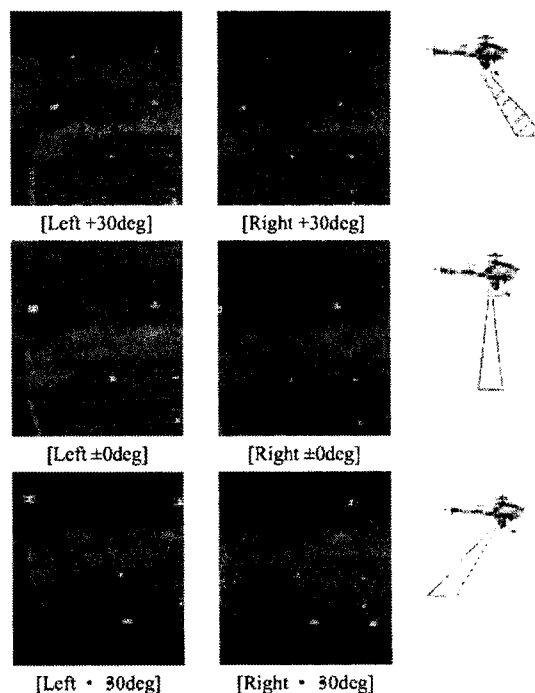 [Left +30deg] [Right +30deg]
[Left ±0deg] [Right ±0deg]
[Left • 30deg] [Right • 30deg]